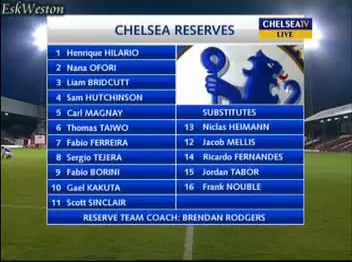 EskWeston
CHELSEA RESERVES
CHELSEA TV
LIVE
1 Henrique HILARIO
2 Nana OFORI
3 Liam BRIDCUTT
4 Sam HUTCHINSON
5 Carl MAGNAY
6 Thomas TAIWO
7 Fabio FERREIRA
8 Sergio TEJERA
9 Fabio BORINI
10 Gael KAKUTA
11 Scott SINCLAIR
SUBSTITUTES
13 Niclas HEIMANN
12 Jacob MELLIS
14 Ricardo FERNANDES
15 Jordan TABOR
16 Frank NOUBLE
RESERVE TEAM COACH: BRENDAN RODGERS